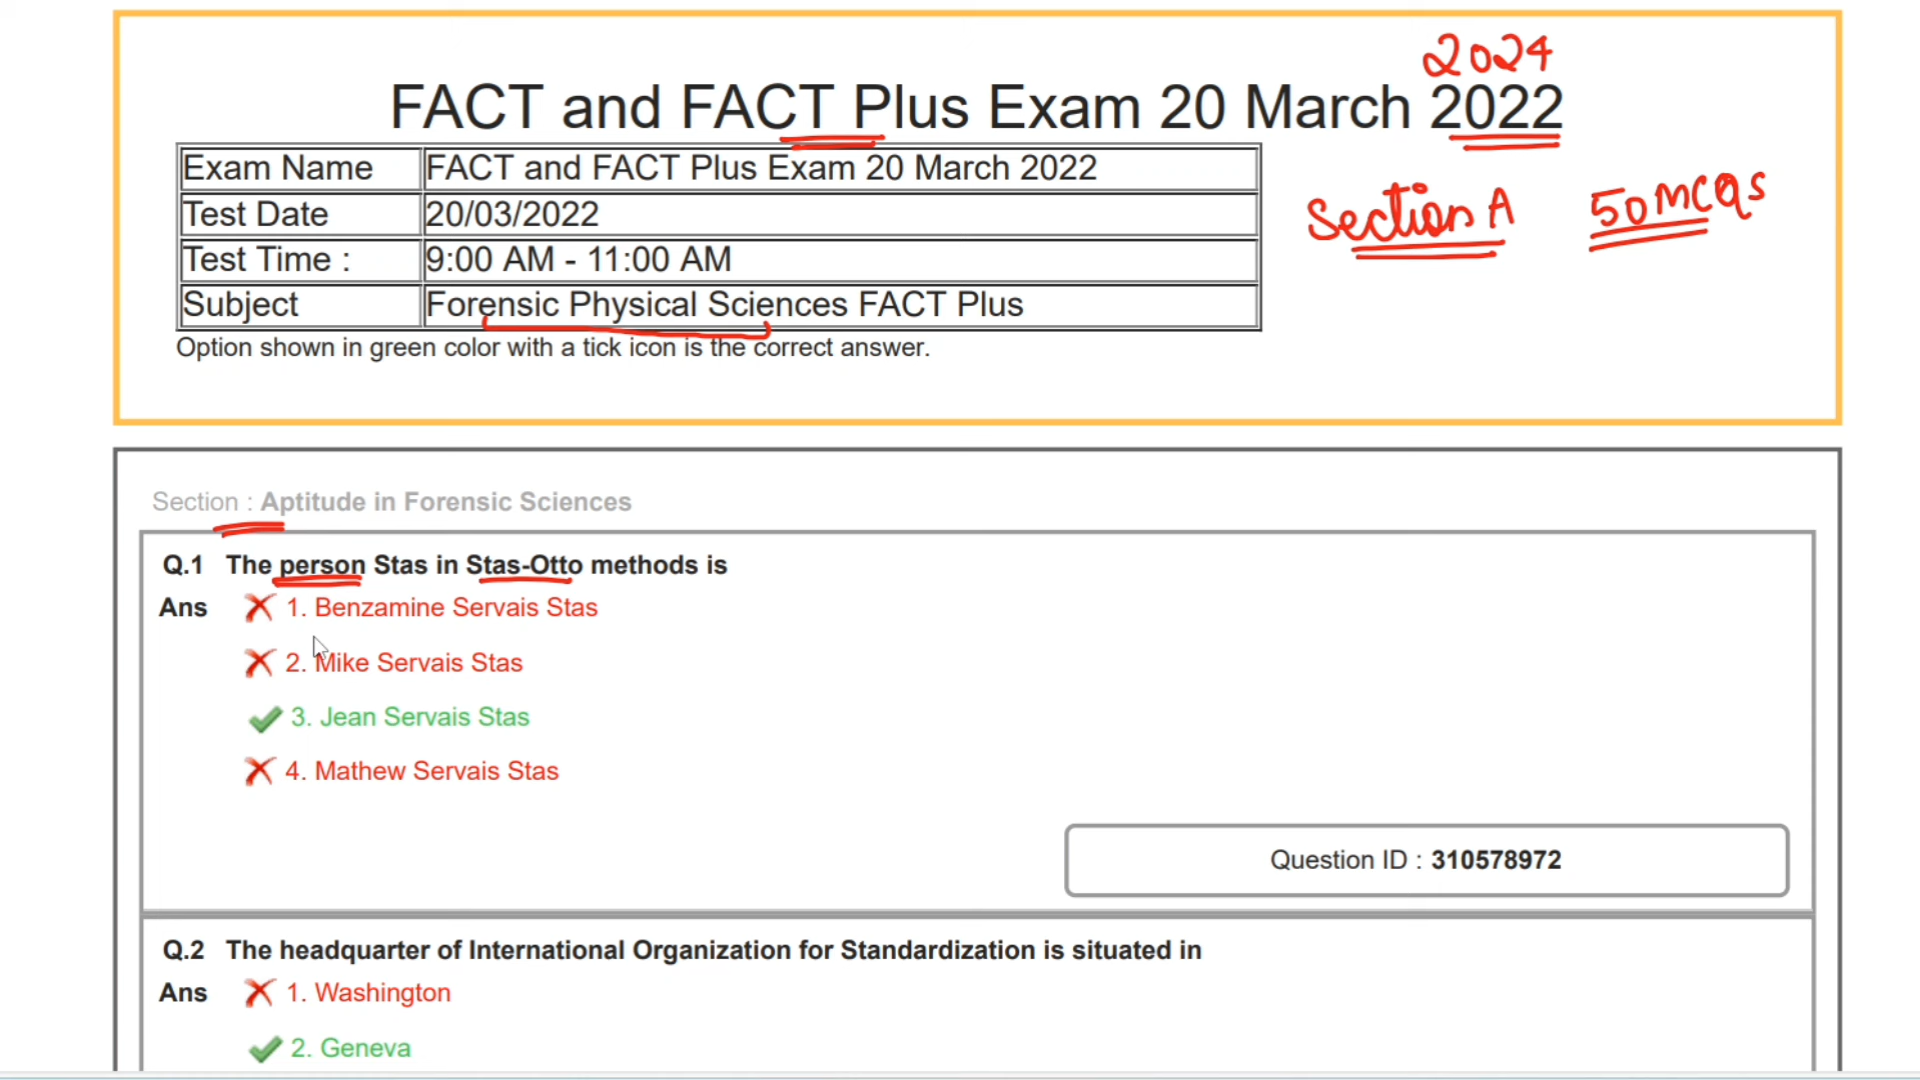 2024
FACT and FACT Plus Exam 20 March 2022
Exam Name FACT and FACT Plus Exam 20 March 2022
Test Date 20/03/2022
Test Time : 9:00 AM - 11:00 AM
Subject Forensic Physical Sciences FACT Plus
Section A 50 MCQs
Option shown in green color with a tick icon is the correct answer.
Section : Aptitude in Forensic Sciences
Q.1 The person Stas in Stas-Otto methods is
Ans 1. Benzamine Servais Stas
2. Mike Servais Stas
3. Jean Servais Stas
4. Mathew Servais Stas
Question ID : 310578972
Q.2 The headquarter of International Organization for Standardization is situated in
Ans 1. Washington
2. Geneva